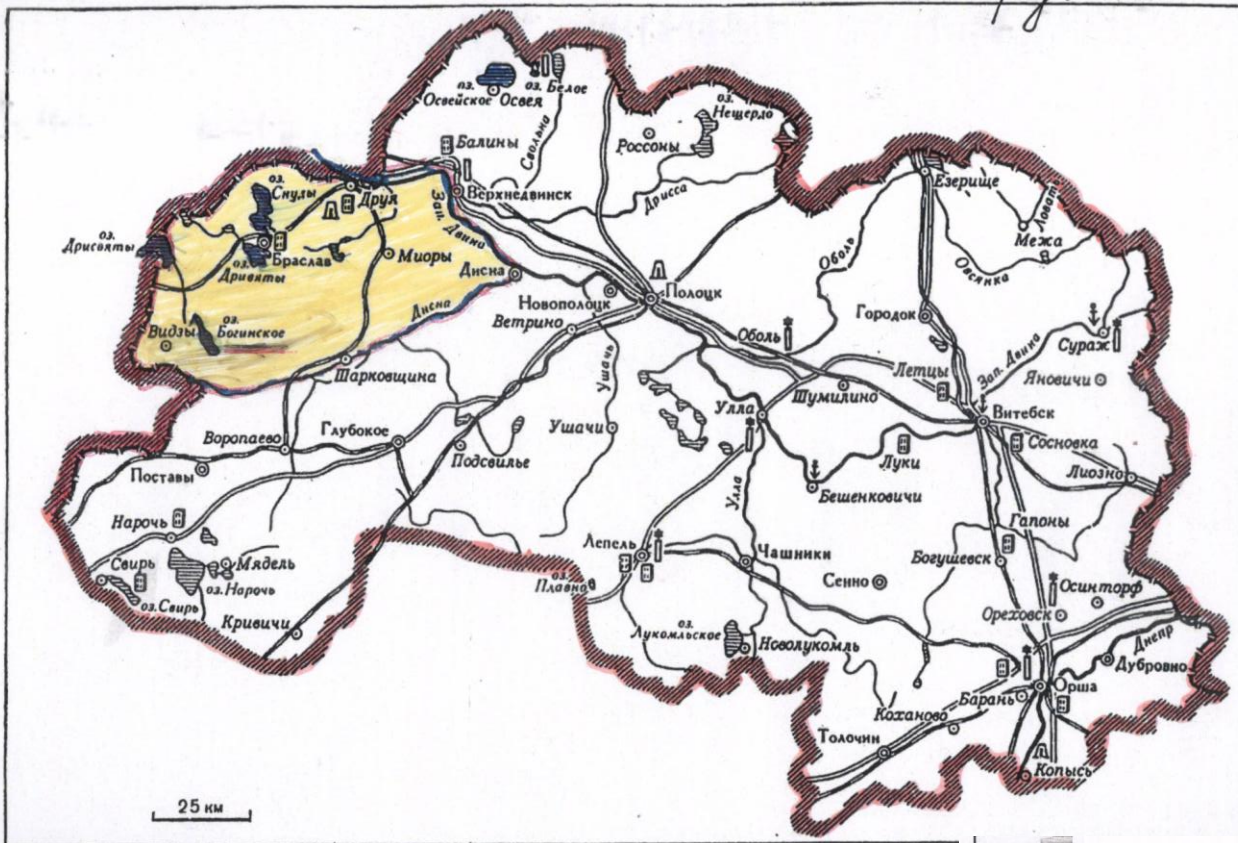 оз.
Освейское
Освея
оз.
Белое
оз.
Нещердо
Россоны
Свольна
Балины
Верхнедвинск
Дрисса
Езерище
Ловать
Межа
Овсянка
Оболь
оз.
Снуды
Друя
Зап. Двина
оз.
Дрисвяты
Браслав
оз.
Дривяты
Миоры
Дисна
Дисна
Новополоцк
Полоцк
Ветрино
Видзы
оз.
Богинское
Шарковщина
Ушачь
Оболь
Городок
Сураж
Летцы
Зап. Двина
Яновичи
Шумилино
Улла
Витебск
Сосновка
Лиозно
Воропаево
Глубокое
Подсвилье
Ушачи
Поставы
Луки
Бешенковичи
Улла
Нарочь
Гапоны
Свирь
Мядель
оз. Нарочь
оз. Свирь
Кривичи
Лепель
оз.
Плавно
Чашники
Сенно
Богушевск
Осинторф
Ореховск
Днепр
Дубровно
оз.
Лукомльское
Новолукомль
Орша
Барань
Коханово
Толочин
Копысь
25 км